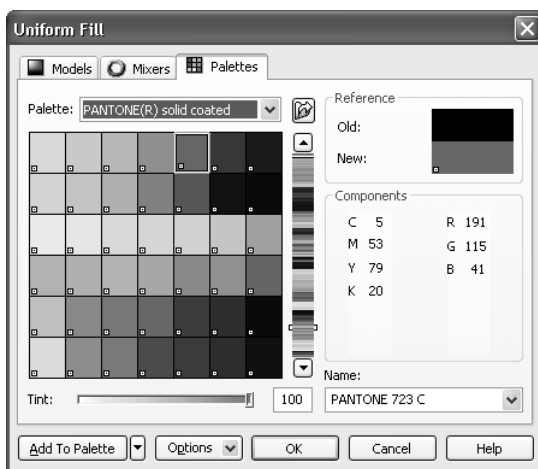 Uniform Fill
Models Mixers Palettes
Palette: PANTONE(R) solid coated
Reference
Old:
New:
Components
C 5 R 191
M 53 G 115
Y 79 B 41
K 20
Name:
Tint: 100 PANTONE 723 C
Add To Palette Options OK Cancel Help